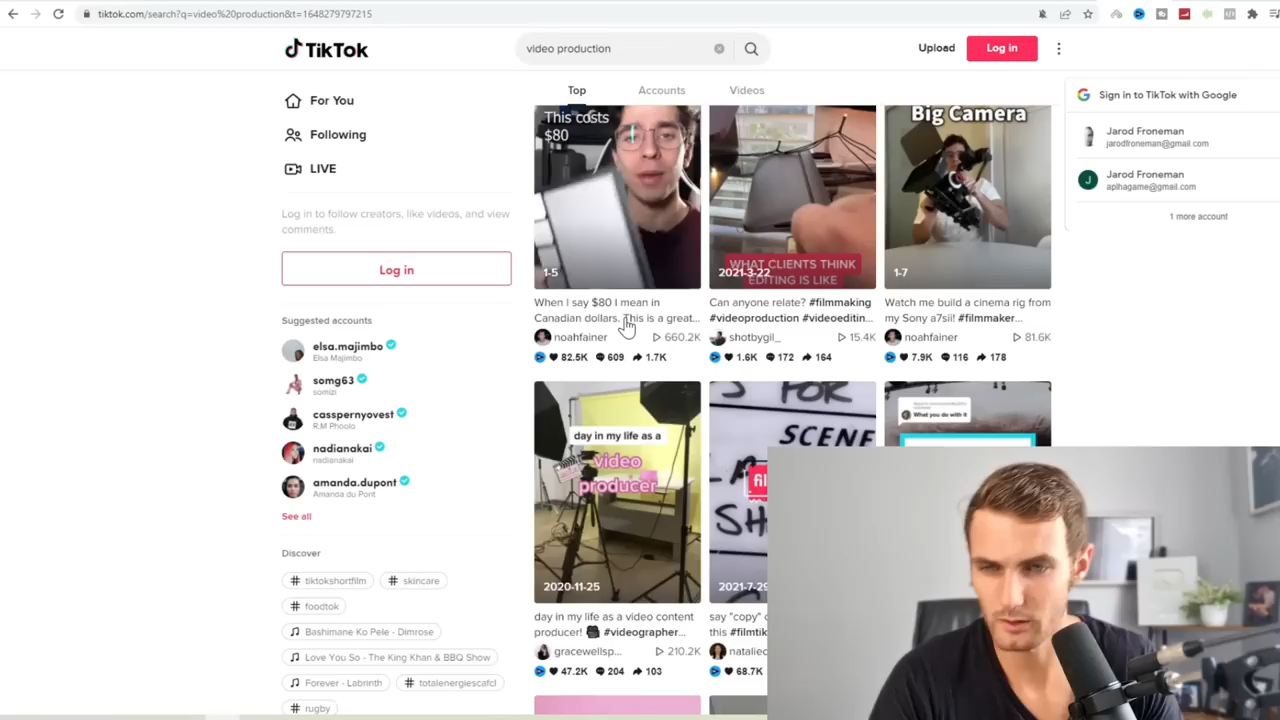 tiktok.com/search?q=video%20production&t=1648279797215
TikTok
video production
Upload
Log in
Top
Accounts
Videos
For You
Following
LIVE
Log in to follow creators, like videos, and view
comments.
Log in
Suggested accounts
elsa.majimbo
Elsa Majimbo
somg63
somizi
casspernyovest
R.M Phoolo
nadianakai
nadianakai
amanda.dupont
Amanda du Pont
See all
Discover
# tiktokshortfilm
# skincare
# foodtok
Bashimane Ko Pele - Dimrose
Love You So - The King Khan & BBQ Show
Forever - Labrinth
# totalenergiescafcl
# rugby
This costs
$80
1-5
When I say $80 I mean in
Canadian dollars. This is a great...
noahfainer
660.2K
82.5K
609
1.7K
WHAT CLIENTS THINK
EDITING IS LIKE
2021-3-22
Can anyone relate? #filmmaking
#videoproduction #videoeditin...
shotbygil_
15.4K
1.6K
172
164
Big Camera
1-7
Watch me build a cinema rig from
my Sony a7sii! #filmmaker...
noahfainer
81.6K
7.9K
116
178
day in my life as a
video
producer
2020-11-25
day in my life as a video content
producer! #videographer...
gracewellsp...
210.2K
47.2K
204
103
S FOR
SCENE
SH
fil
2021-7-29
say "copy"
this #filmtik
nataliec
68.7K
What you do with it
Sign in to TikTok with Google
Jarod Froneman
jarodfroneman@gmail.com
J
Jarod Froneman
aplhagame@gmail.com
1 more account